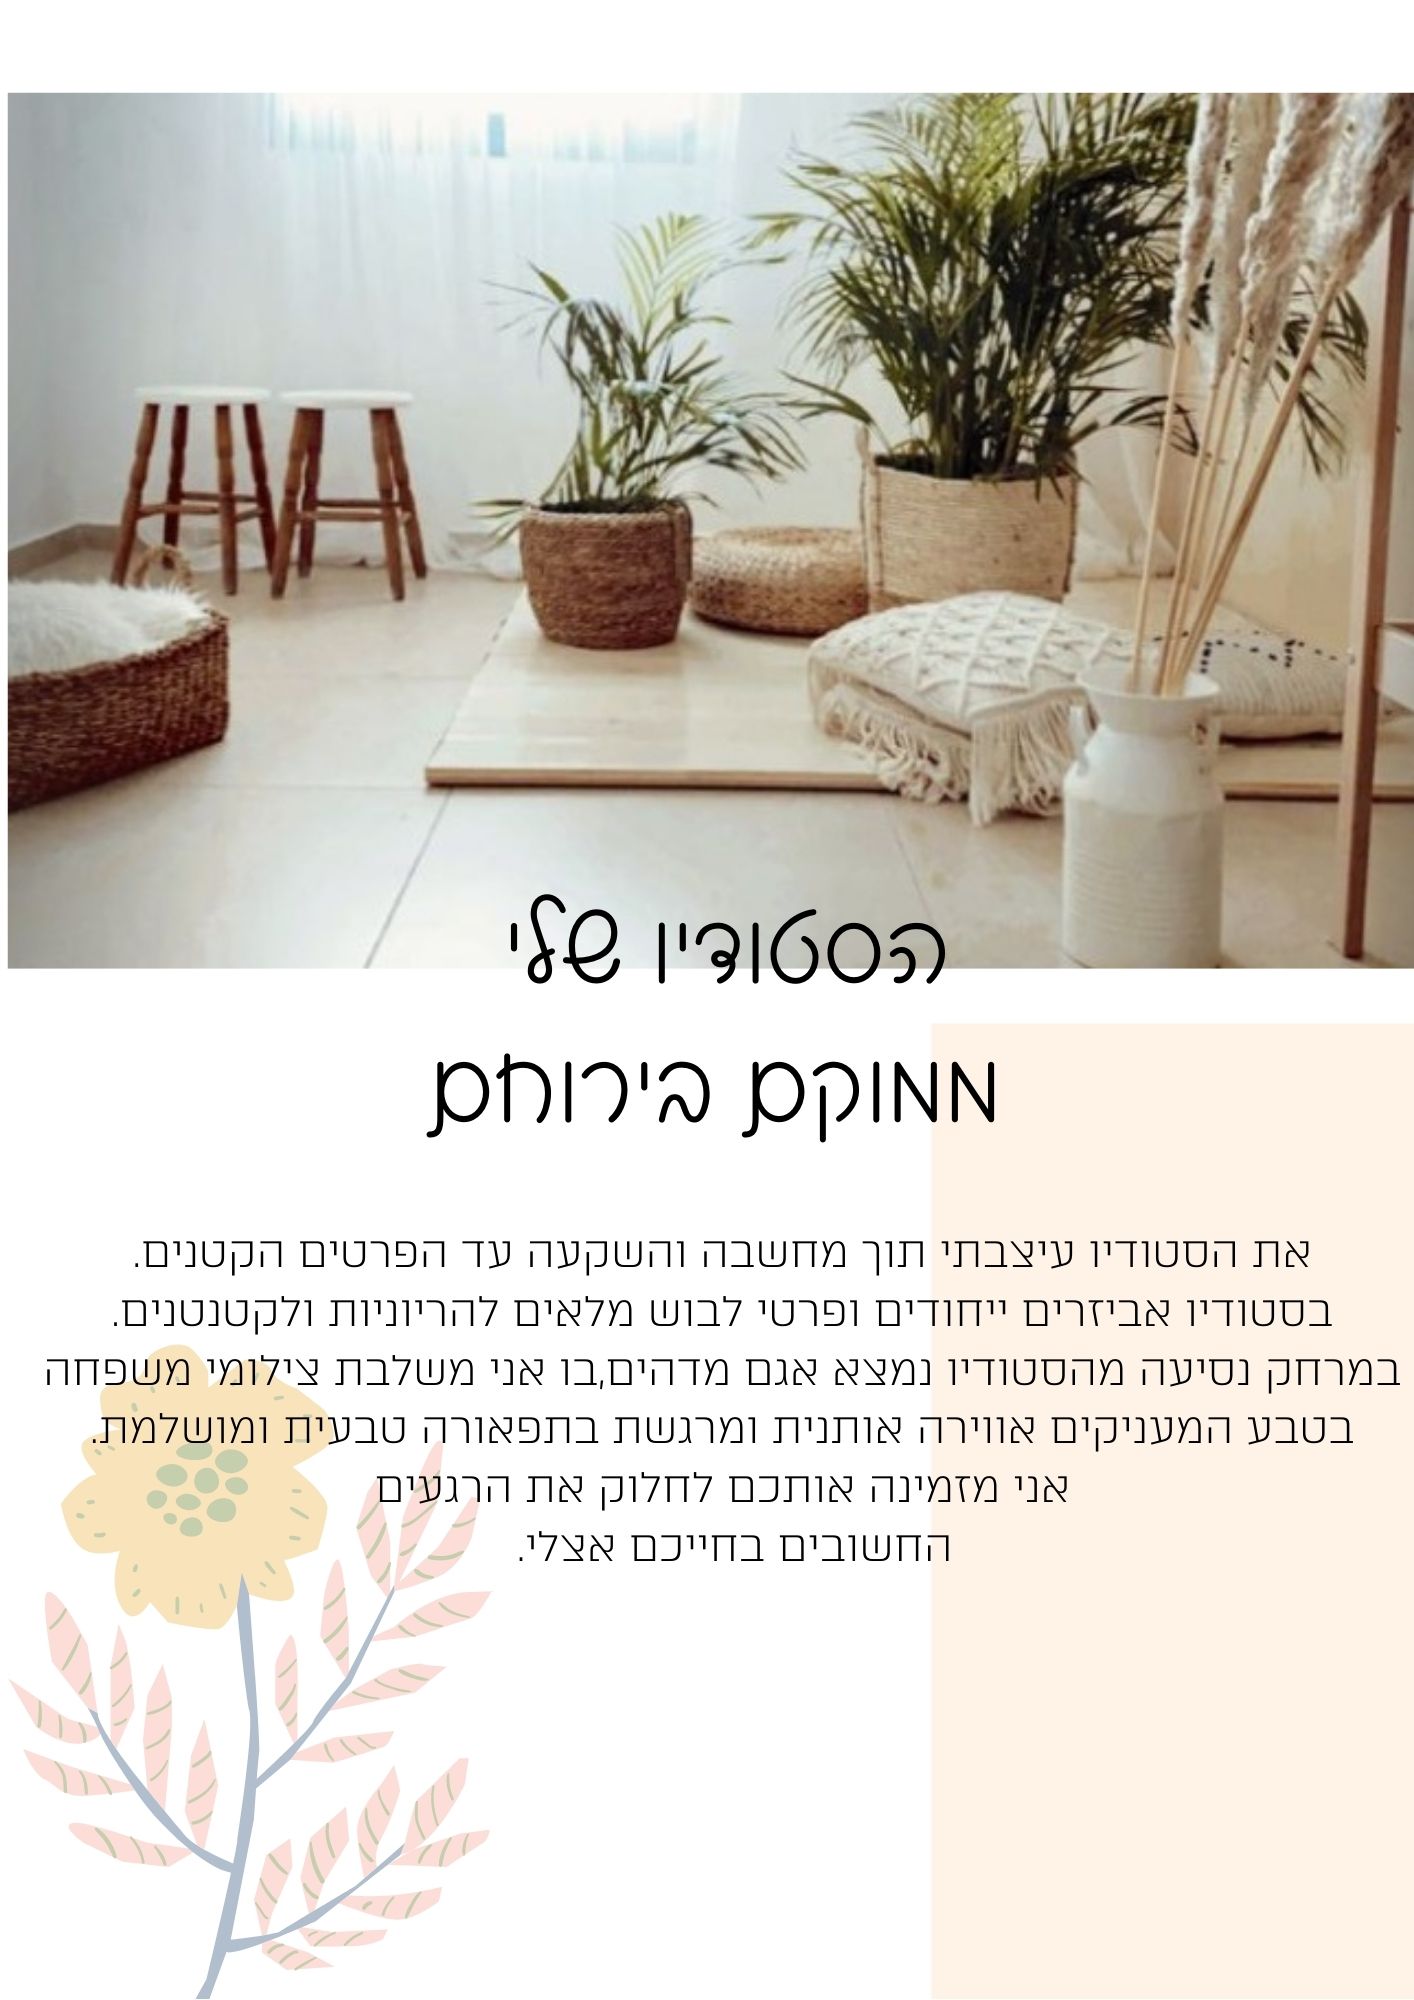 הסטודיו שלי
ממוקם בירוחם
את הסטודיו עיצבתי תוך מחשבה והשקעה עד הפרטים הקטנים.
בסטודיו אביזרים ייחודים ופרטי לבוש מלאים להריוניות ולקטנטנים.
במרחק נסיעה מהסטודיו נמצא אגם מדהים,בו אני משלבת צילומי משפחה
בטבע המעניקים אווירה אותנית ומרגשת בתפאורה טבעית ומושלמת.
אני מזמינה אותכם לחלוק את הרגעים
החשובים בחייכם אצלי.